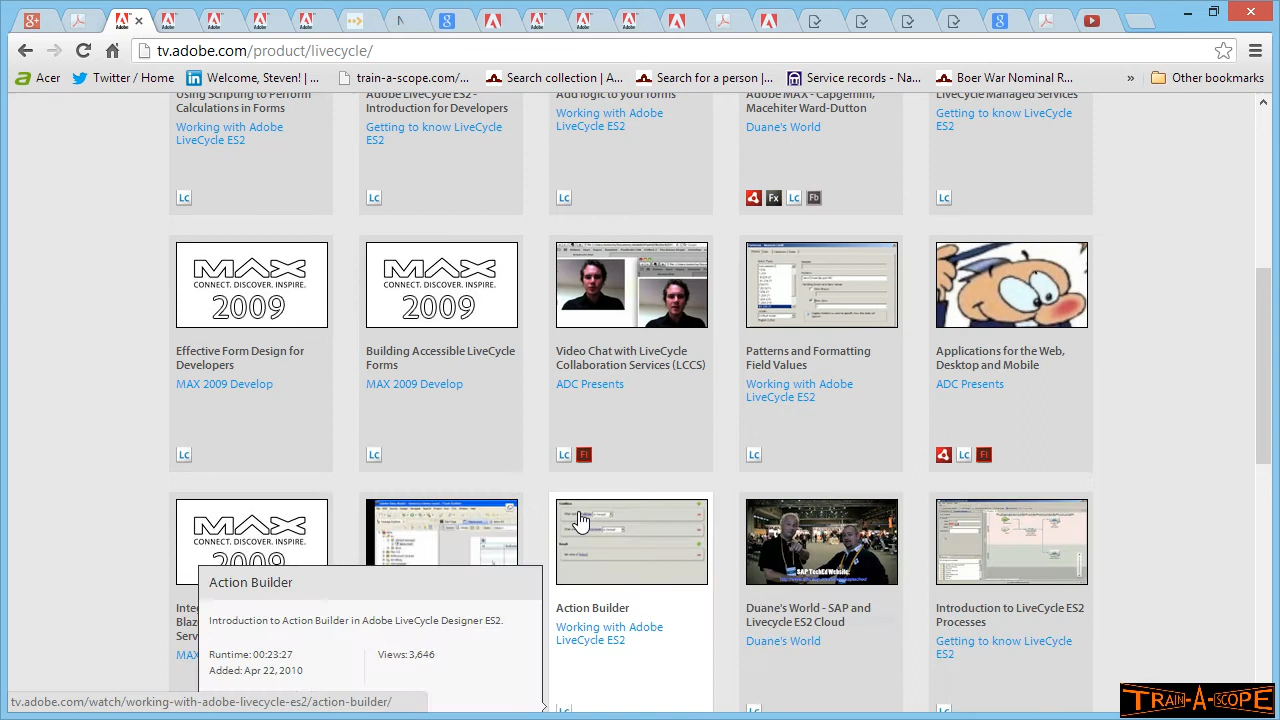 tv.adobe.com/product/livecycle/
Acer
Twitter / Home
Welcome, Steven! |...
train-a-scope.com/...
Search collection | A...
Search for a person |...
Service records - Na...
Boer War Nominal R...
»
Other bookmarks
Using Scripting to Perform
Calculations in Forms
Working with Adobe
LiveCycle ES2
Lc
Adobe LiveCycle ES2 -
Introduction for Developers
Getting to know LiveCycle
ES2
Lc
Add logic to your forms
Working with Adobe
LiveCycle ES2
Lc
Adobe MAX - Capgemini,
Macehiter Ward-Dutton
Duane's World
Fx
Lc
Fb
LiveCycle Managed Services
Getting to know LiveCycle
ES2
Lc
MAX
CONNECT. DISCOVER. INSPIRE.
2009
Effective Form Design for
Developers
MAX 2009 Develop
Lc
MAX
CONNECT. DISCOVER. INSPIRE.
2009
Building Accessible LiveCycle
Forms
MAX 2009 Develop
Lc
Video Chat with LiveCycle
Collaboration Services (LCCS)
ADC Presents
Lc
Fl
Patterns and Formatting
Field Values
Working with Adobe
LiveCycle ES2
Lc
Applications for the Web,
Desktop and Mobile
ADC Presents
Lc
Fl
MAX
CONNECT. DISCOVER. INSPIRE.
2009
Action Builder
Introduction to Action Builder in Adobe LiveCycle Designer ES2.
Runtime: 00:23:27
Views: 3,646
Added: Apr 22, 2010
Action Builder
Working with Adobe
LiveCycle ES2
Lc
SAP TechEd Website:
Duane's World - SAP and
Livecycle ES2 Cloud
Duane's World
Introduction to LiveCycle ES2
Processes
Getting to know LiveCycle
ES2
tv.adobe.com/watch/working-with-adobe-livecycle-es2/action-builder/
TRAIN-A-SCOPE